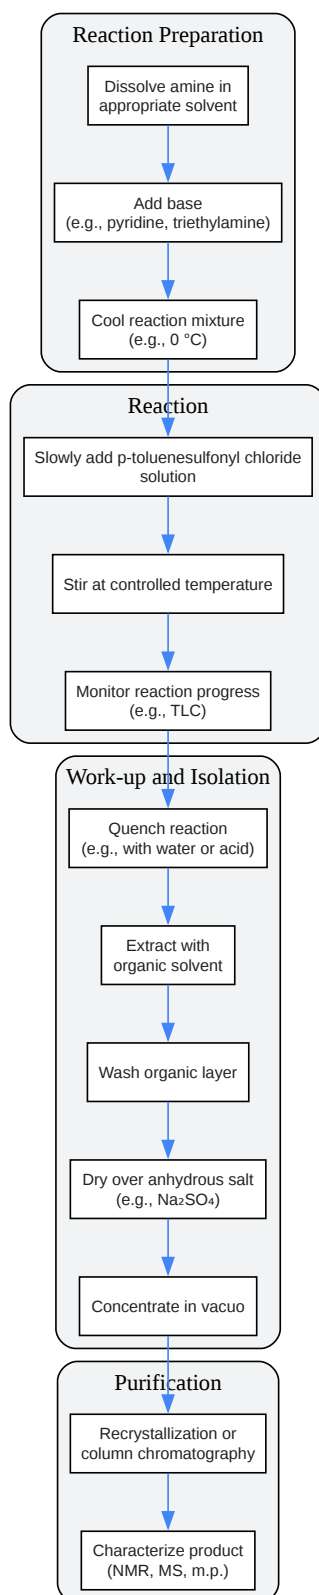 Reaction Preparation
Dissolve amine in
appropriate solvent
Add base
(e.g., pyridine, triethylamine)
Cool reaction mixture
(e.g., 0 °C)
Reaction
Slowly add p-toluenesulfonyl chloride
solution
Stir at controlled temperature
Monitor reaction progress
(e.g., TLC)
Work-up and Isolation
Quench reaction
(e.g., with water or acid)
Extract with
organic solvent
Wash organic layer
Dry over anhydrous salt
(e.g., Na₂SO₄)
Concentrate in vacuo
Purification
Recrystallization or
column chromatography
Characterize product
(NMR, MS, m.p.)